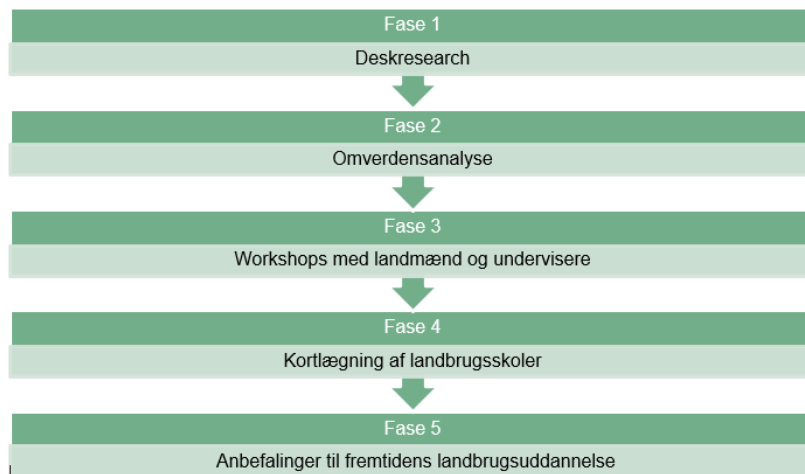 Fase 1
Deskresearch
Fase 2
Omverdensanalyse
Fase 3
Workshops med landmænd og undervisere
Fase 4
Kortlægning af landbrugsskoler
Fase 5
Anbefalinger til fremtidens landbrugsuddannelse